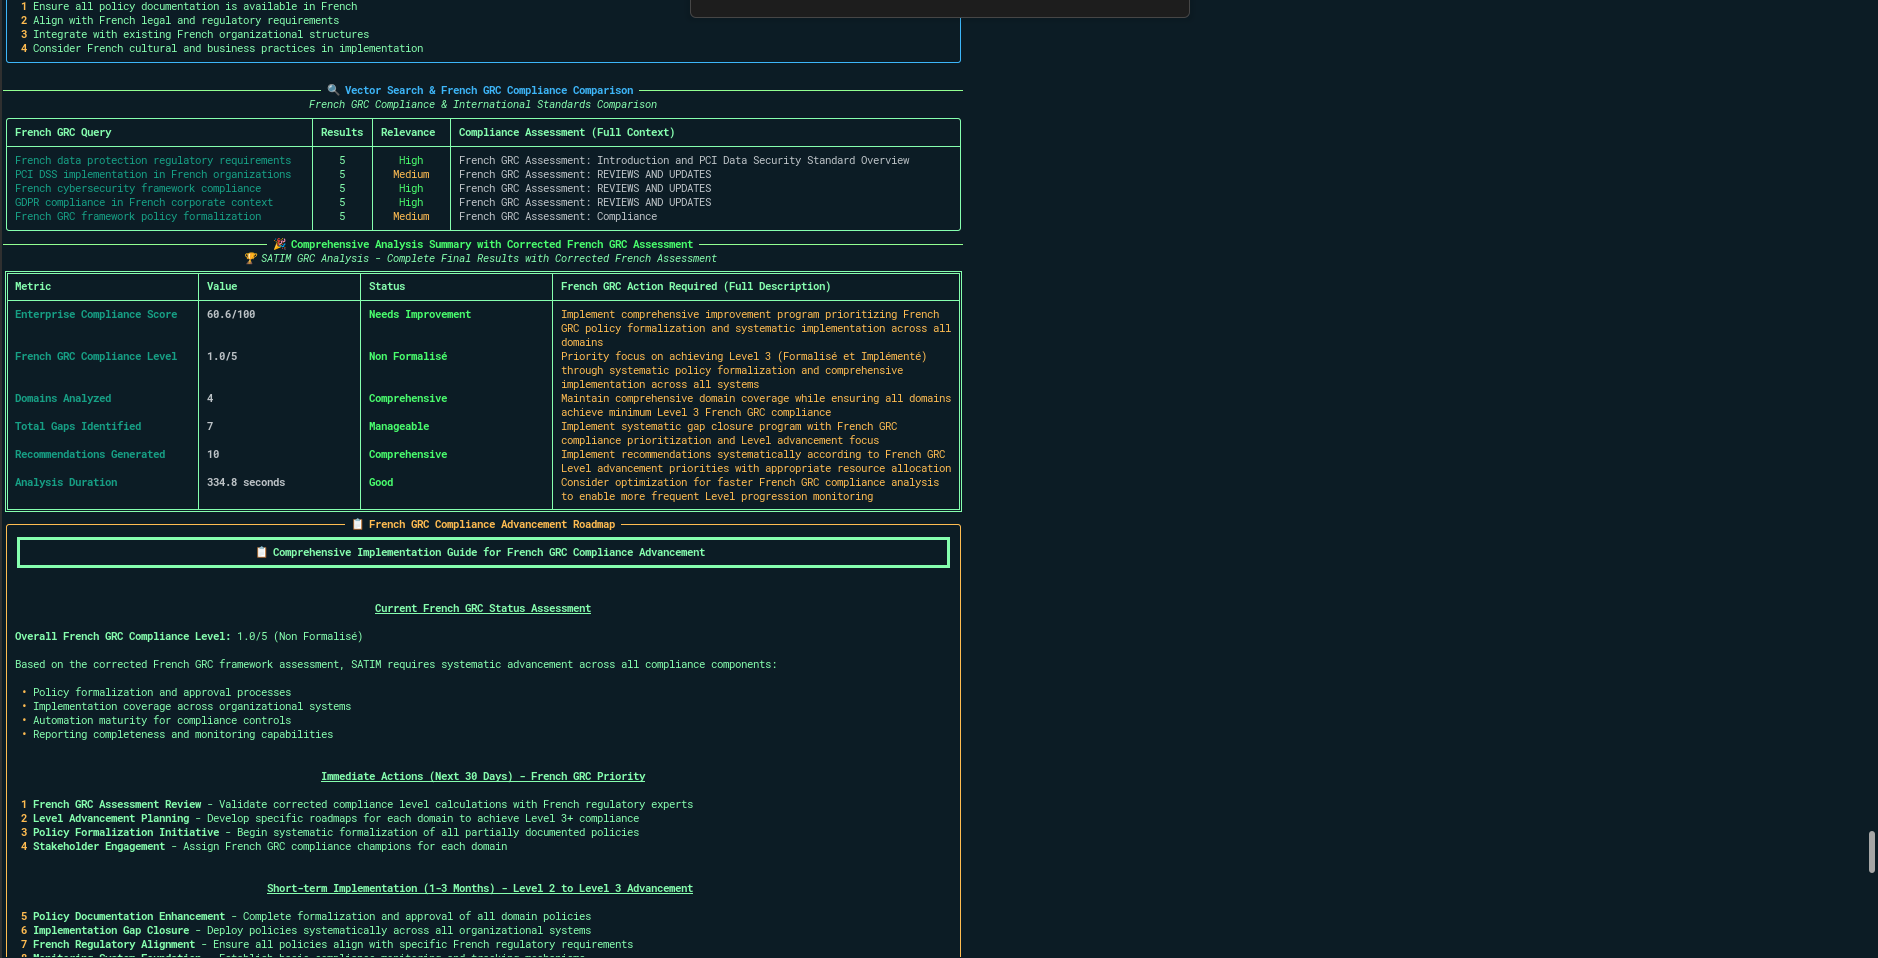 1 Ensure all policy documentation is available in French
2 Align with French legal and regulatory requirements
3 Integrate with existing French organizational structures
4 Consider French cultural and business practices in implementation
🔍 Vector Search & French GRC Compliance Comparison
French GRC Compliance & International Standards Comparison
French GRC Query Results Relevance Compliance Assessment (Full Context)
French data protection regulatory requirements 5 High French GRC Assessment: Introduction and PCI Data Security Standard Overview
PCI DSS implementation in French organizations 5 Medium French GRC Assessment: REVIEWS AND UPDATES
French cybersecurity framework compliance 5 High French GRC Assessment: REVIEWS AND UPDATES
GDPR compliance in French corporate context 5 High French GRC Assessment: REVIEWS AND UPDATES
French GRC framework policy formalization 5 Medium French GRC Assessment: Compliance
🎉 Comprehensive Analysis Summary with Corrected French GRC Assessment
🏆 SATIM GRC Analysis - Complete Final Results with Corrected French Assessment
Metric Value Status French GRC Action Required (Full Description)
Enterprise Compliance Score 60.6/100 Needs Improvement Implement comprehensive improvement program prioritizing French
GRC policy formalization and systematic implementation across all
domains
French GRC Compliance Level 1.0/5 Non Formalisé Priority focus on achieving Level 3 (Formalisé et Implémenté)
through systematic policy formalization and comprehensive
implementation across all systems
Domains Analyzed 4 Comprehensive Maintain comprehensive domain coverage while ensuring all domains
achieve minimum Level 3 French GRC compliance
Total Gaps Identified 7 Manageable Implement systematic gap closure program with French GRC
compliance prioritization and Level advancement focus
Recommendations Generated 10 Comprehensive Implement recommendations systematically according to French GRC
Level advancement priorities with appropriate resource allocation
Analysis Duration 334.8 seconds Good Consider optimization for faster French GRC compliance analysis
to enable more frequent Level progression monitoring
📋 French GRC Compliance Advancement Roadmap
📋 Comprehensive Implementation Guide for French GRC Compliance Advancement
Current French GRC Status Assessment
Overall French GRC Compliance Level: 1.0/5 (Non Formalisé)
Based on the corrected French GRC framework assessment, SATIM requires systematic advancement across all compliance components:
• Policy formalization and approval processes
• Implementation coverage across organizational systems
• Automation maturity for compliance controls
• Reporting completeness and monitoring capabilities
Immediate Actions (Next 30 Days) - French GRC Priority
1 French GRC Assessment Review - Validate corrected compliance level calculations with French regulatory experts
2 Level Advancement Planning - Develop specific roadmaps for each domain to achieve Level 3+ compliance
3 Policy Formalization Initiative - Begin systematic formalization of all partially documented policies
4 Stakeholder Engagement - Assign French GRC compliance champions for each domain
Short-term Implementation (1-3 Months) - Level 2 to Level 3 Advancement
5 Policy Documentation Enhancement - Complete formalization and approval of all domain policies
6 Implementation Gap Closure - Deploy policies systematically across all organizational systems
7 French Regulatory Alignment - Ensure all policies align with specific French regulatory requirements
8 Monitoring System Foundation - Establish basic compliance monitoring and tracking mechanisms